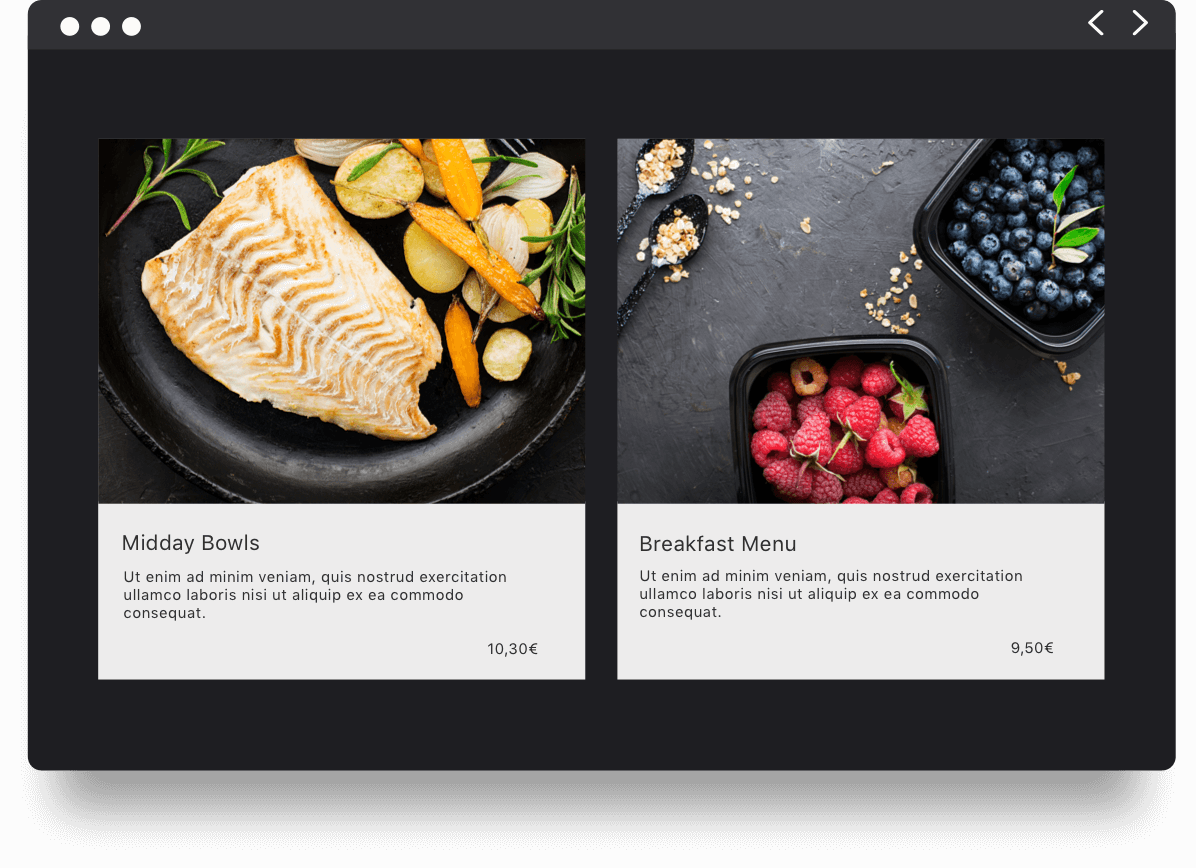 Midday Bowls
Ut enim ad minim veniam, quis nostrud exercitation
ullamco laboris nisi ut aliquip ex ea commodo
consequat.
10,30€
Breakfast Menu
Ut enim ad minim veniam, quis nostrud exercitation
ullamco laboris nisi ut aliquip ex ea commodo
consequat.
9,50€